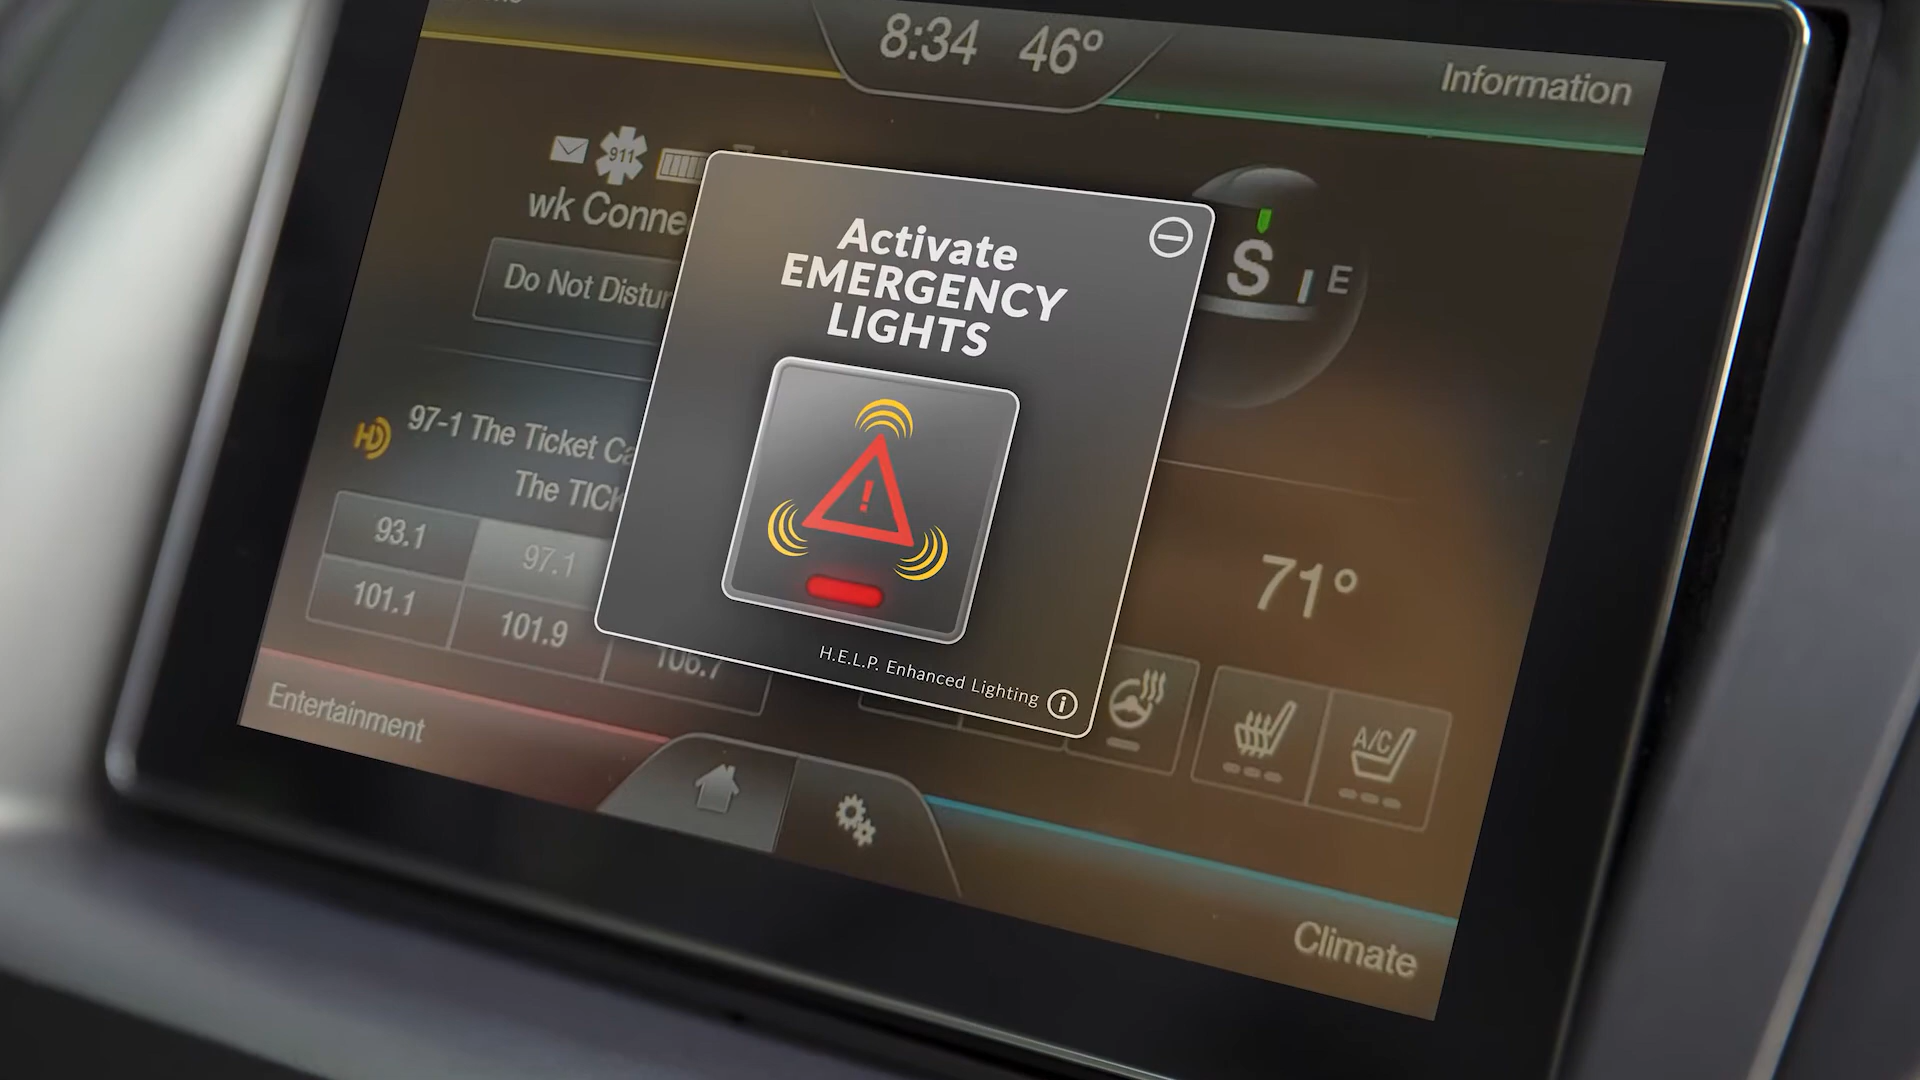 8:34 46°
Information
911
wk Conne
Do Not Distur
S E
Activate
EMERGENCY
LIGHTS
!
H.E.L.P. Enhanced Lighting i
97-1 The Ticket Ca
The TICK
93.1 97.1
101.1 101.9 106.7
71°
A/C
Entertainment
Climate